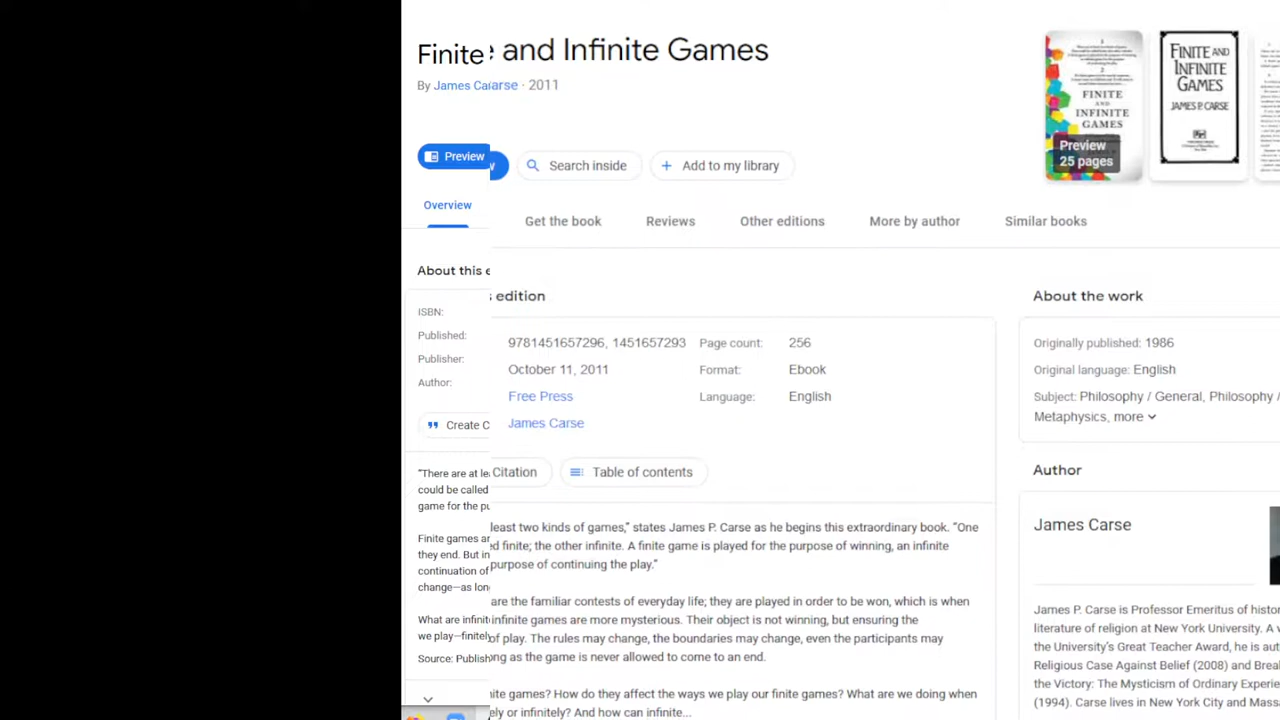 Finite and Infinite Games
By James Carse · 2011
Preview
Search inside
Add to my library
Overview
Get the book
Reviews
Other editions
More by author
Similar books
1
2
FINITE
AND
INFINITE
GAMES
Preview
25 pages
FINITE AND
INFINITE
GAMES
JAMES P. CARSE
About this edition
ISBN: 9781451657296, 1451657293
Published: October 11, 2011
Publisher: Free Press
Author: James Carse
Page count: 256
Format: Ebook
Language: English
Create Citation
Table of contents
"There are at least two kinds of games," states James P. Carse as he begins this extraordinary book. "One
could be called finite; the other infinite. A finite game is played for the purpose of winning, an infinite
game for the purpose of continuing the play."
Finite games are the familiar contests of everyday life; they are played in order to be won, which is when
they end. But infinite games are more mysterious. Their object is not winning, but ensuring the
continuation of play. The rules may change, the boundaries may change, even the participants may
change—as long as the game is never allowed to come to an end.
What are infinite games? How do they affect the ways we play our finite games? What are we doing when
we play—finitely or infinitely? And how can infinite...
Source: Publish
About the work
Originally published: 1986
Original language: English
Subject: Philosophy / General, Philosophy /
Metaphysics, more
Author
James Carse
James P. Carse is Professor Emeritus of histo
literature of religion at New York University. A
the University's Great Teacher Award, he is aut
Religious Case Against Belief (2008) and Brea
the Victory: The Mysticism of Ordinary Experie
(1994). Carse lives in New York City and Mass